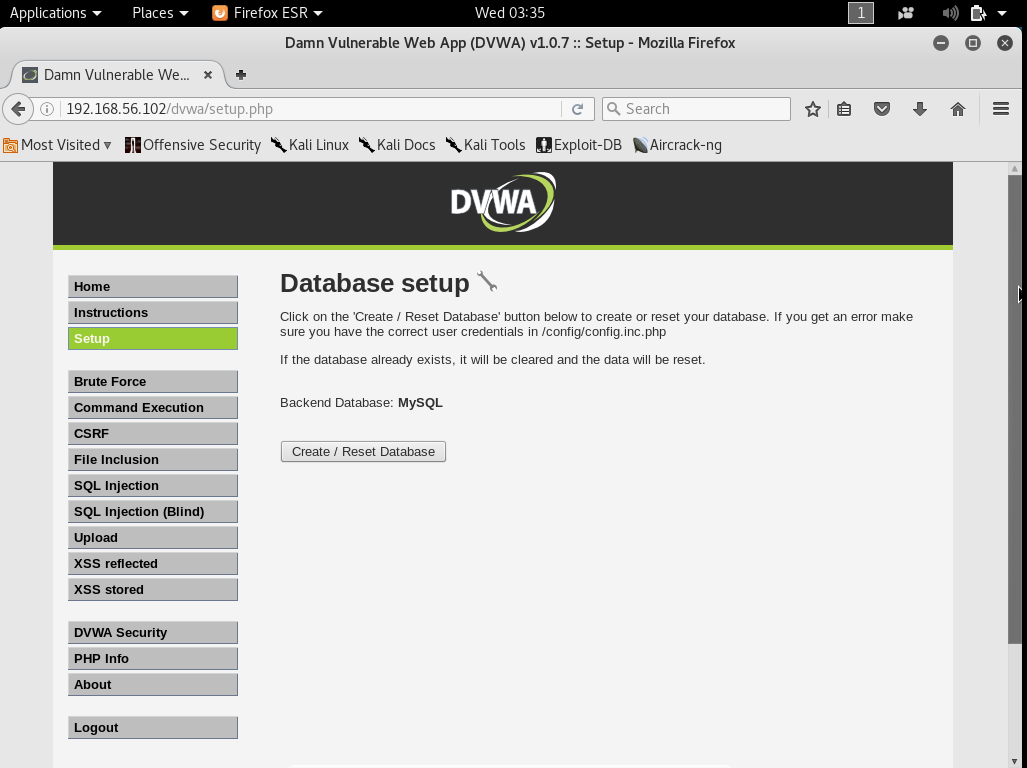 Applications Places Firefox ESR Wed 03:35 1
Damn Vulnerable Web App (DVWA) v1.0.7 :: Setup - Mozilla Firefox
Damn Vulnerable We...
192.168.56.102/dvwa/setup.php Search
Most Visited Offensive Security Kali Linux Kali Docs Kali Tools Exploit-DB Aircrack-ng
DVWA
Home
Instructions
Setup
Brute Force
Command Execution
CSRF
File Inclusion
SQL Injection
SQL Injection (Blind)
Upload
XSS reflected
XSS stored
DVWA Security
PHP Info
About
Logout
Database setup
Click on the 'Create / Reset Database' button below to create or reset your database. If you get an error make
sure you have the correct user credentials in /config/config.inc.php
If the database already exists, it will be cleared and the data will be reset.
Backend Database: MySQL
Create / Reset Database